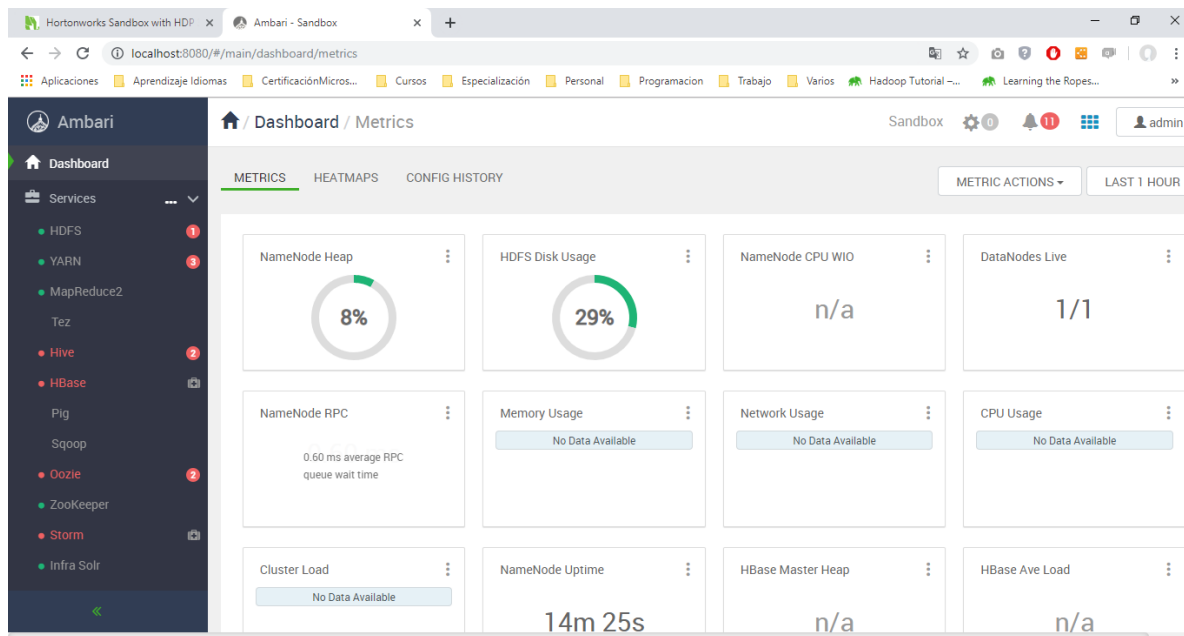 Hortonworks Sandbox with HDP
Ambari - Sandbox
localhost:8080/#/main/dashboard/metrics
Aplicaciones Aprendizaje Idiomas CertificaciónMicros... Cursos Especialización Personal Programacion Trabajo Varios Hadoop Tutorial –... Learning the Ropes... »
Ambari
/ Dashboard / Metrics
Sandbox 0 11 admin
Dashboard
Services ...
HDFS 1
YARN 3
MapReduce2
Tez
Hive 2
HBase
Pig
Sqoop
Oozie 2
ZooKeeper
Storm
Infra Solr
«
METRICS HEATMAPS CONFIG HISTORY
METRIC ACTIONS LAST 1 HOUR
NameNode Heap
8%
HDFS Disk Usage
29%
NameNode CPU WIO
n/a
DataNodes Live
1/1
NameNode RPC
0.60 ms average RPC
queue wait time
Memory Usage
No Data Available
Network Usage
No Data Available
CPU Usage
No Data Available
Cluster Load
No Data Available
NameNode Uptime
14m 25s
HBase Master Heap
n/a
HBase Ave Load
n/a